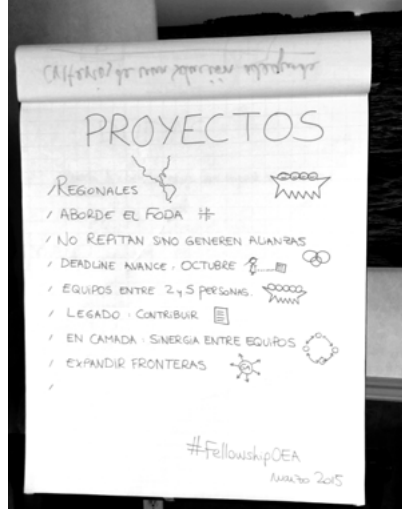 PROYECTOS
/ REGIONALES
/ ABORDE EL FODA
/ NO REPITAN SINO GENEREN ALIANZAS
/ DEADLINE AVANCE : OCTUBRE
/ EQUIPOS ENTRE 2 y 5 PERSONAS.
/ LEGADO : CONTRIBUIR
/ EN CAMADA : SINERGIA ENTRE EQUIPOS
/ EXPANDIR FRONTERAS
/
#FellowshipOEA
marzo 2015